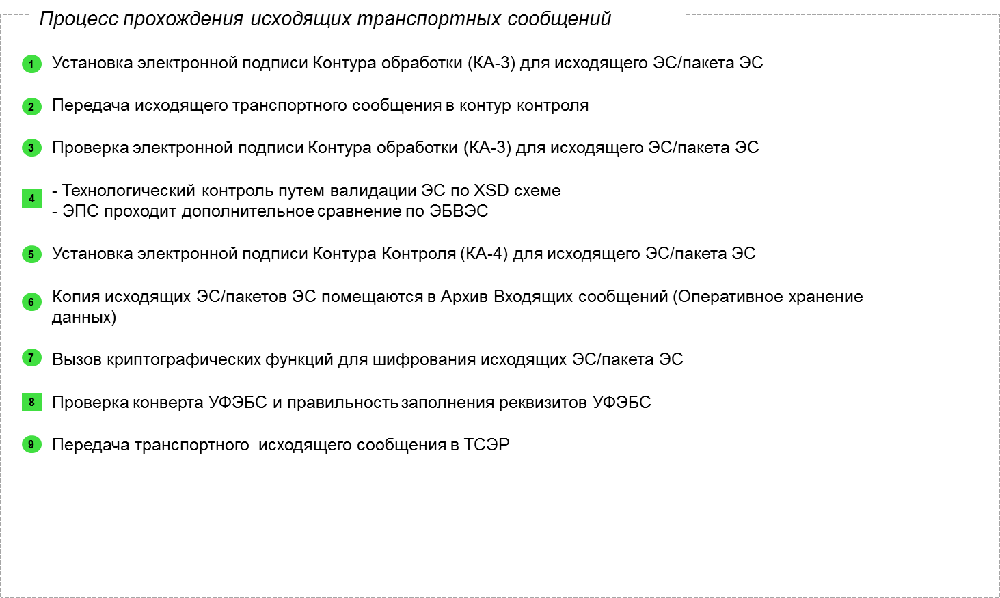 Процесс прохождения исходящих транспортных сообщений
1 Установка электронной подписи Контура обработки (КА-3) для исходящего ЭС/пакета ЭС
2 Передача исходящего транспортного сообщения в контур контроля
3 Проверка электронной подписи Контура обработки (КА-3) для исходящего ЭС/пакета ЭС
4 - Технологический контроль путем валидации ЭС по XSD схеме
- ЭПС проходит дополнительное сравнение по ЭБВЭС
5 Установка электронной подписи Контура Контроля (КА-4) для исходящего ЭС/пакета ЭС
6 Копия исходящих ЭС/пакетов ЭС помещаются в Архив Входящих сообщений (Оперативное хранение
данных)
7 Вызов криптографических функций для шифрования исходящих ЭС/пакета ЭС
8 Проверка конверта УФЭБС и правильность заполнения реквизитов УФЭБС
9 Передача транспортного исходящего сообщения в ТСЭР